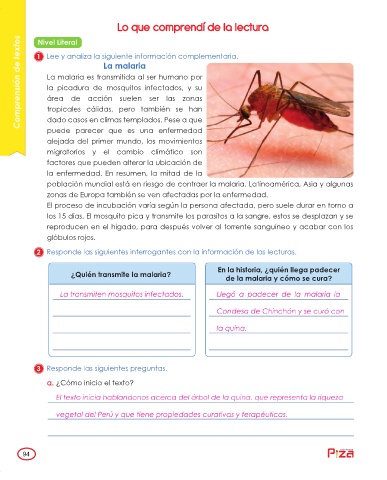 Lo que comprendí de la lectura
Comprensión de textos
Nivel Literal
1 Lee y analiza la siguiente información complementaria.
La malaria
La malaria es transmitida al ser humano por
la picadura de mosquitos infectados, y su
área de acción suelen ser las zonas
tropicales cálidas, pero también se han
dado casos en climas templados. Pese a que
puede parecer que es una enfermedad
alejada del primer mundo, los movimientos
migratorios y el cambio climático son
factores que pueden alterar la ubicación de
la enfermedad. En resumen, la mitad de la
población mundial está en riesgo de contraer la malaria. Latinoamérica, Asia y algunas
zonas de Europa también se ven afectadas por la enfermedad.
El proceso de incubación varía según la persona afectada, pero suele durar en torno a
los 15 días. El mosquito pica y transmite los parásitos a la sangre, estos se desplazan y se
reproducen en el hígado, para después volver al torrente sanguíneo y acabar con los
glóbulos rojos.
2 Responde las siguientes interrogantes con la información de las lecturas.
¿Quién transmite la malaria?
La transmiten mosquitos infectados.
En la historia, ¿quién llega padecer
de la malaria y cómo se cura?
Llegó a padecer de la malaria la
Condesa de Chinchón y se curó con
la quina.
3 Responde las siguientes preguntas.
a. ¿Cómo inicia el texto?
El texto inicia hablándonos acerca del árbol de la quina, que representa la riqueza
vegetal del Perú y que tiene propiedades curativas y terapéuticas.
94
Piza